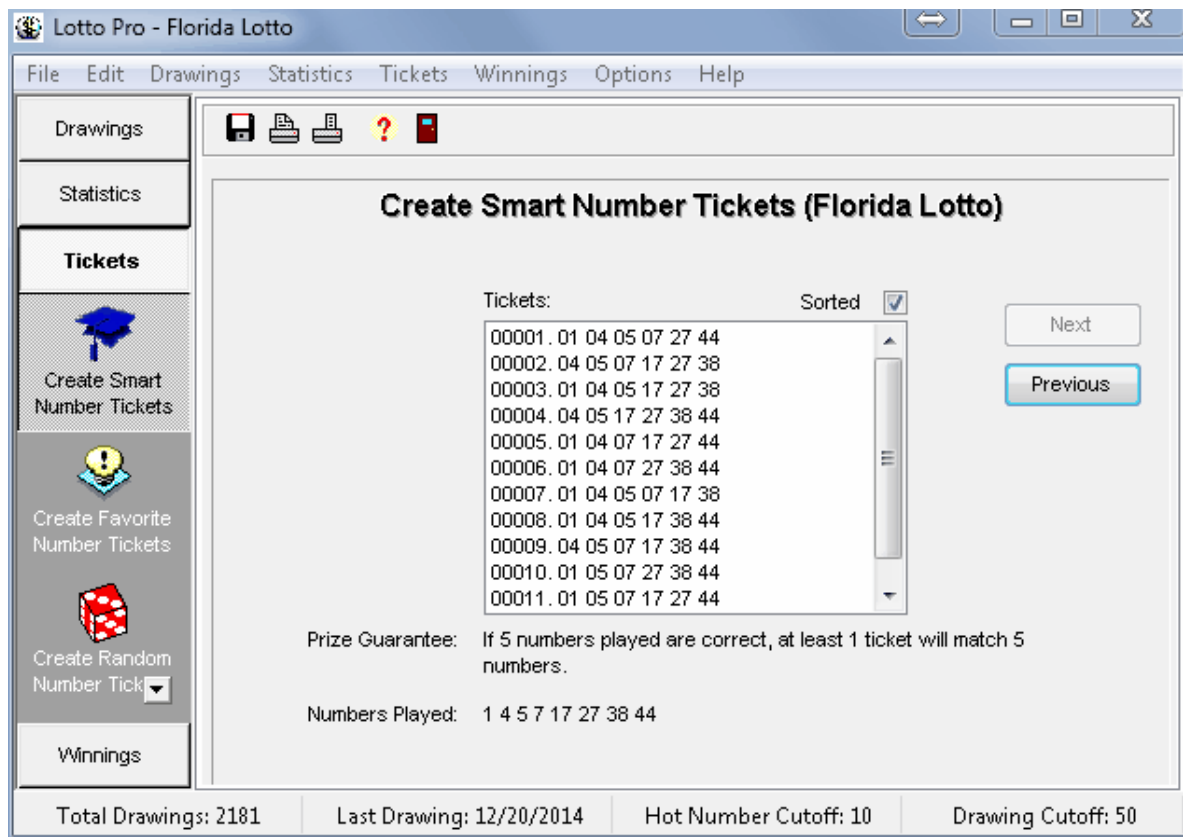 Lotto Pro - Florida Lotto
File Edit Drawings Statistics Tickets Winnings Options Help
Drawings
Statistics
Tickets
Create Smart
Number Tickets
Create Favorite
Number Tickets
Create Random
Number Tick
Winnings
Create Smart Number Tickets (Florida Lotto)
Tickets: Sorted
00001. 01 04 05 07 27 44
00002. 04 05 07 17 27 38
00003. 01 04 05 17 27 38
00004. 04 05 17 27 38 44
00005. 01 04 07 17 27 44
00006. 01 04 07 27 38 44
00007. 01 04 05 07 17 38
00008. 01 04 05 17 38 44
00009. 04 05 07 17 38 44
00010. 01 05 07 27 38 44
00011. 01 05 07 17 27 44
Next
Previous
Prize Guarantee: If 5 numbers played are correct, at least 1 ticket will match 5
numbers.
Numbers Played: 1 4 5 7 17 27 38 44
Total Drawings: 2181 Last Drawing: 12/20/2014 Hot Number Cutoff: 10 Drawing Cutoff: 50